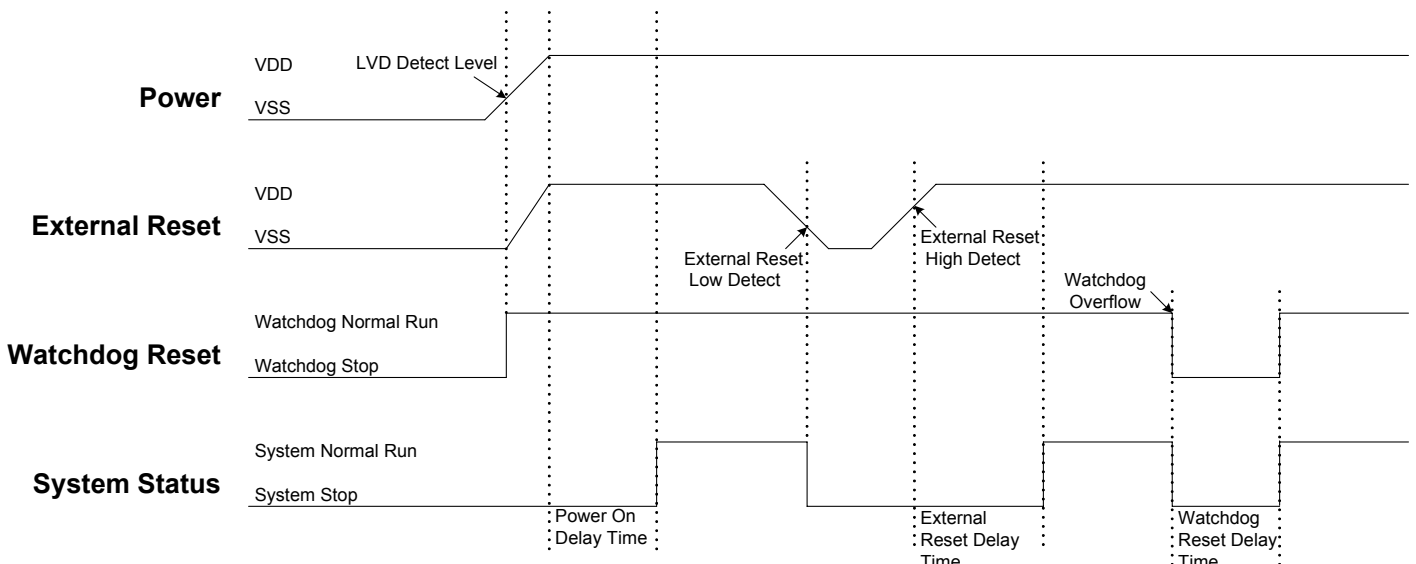 VDD
LVD Detect Level
Power
VSS
VDD
External Reset
VSS
External Reset
Low Detect
External Reset
High Detect
Watchdog
Overflow
Watchdog Normal Run
Watchdog Reset
Watchdog Stop
System Normal Run
System Status
System Stop
Power On
Delay Time
External
Reset Delay
Time
Watchdog
Reset Delay
Time